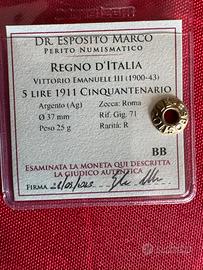 Dr. Esposito Marco
Perito Numismatico
Regno d'Italia
Vittorio Emanuele III (1900-43)
5 Lire 1911 Cinquantenario
Argento (Ag) Zecca: Roma
Ø 37 mm Rif. Gig. 71
Peso 25 g Rarità: R
BB
Esaminata la moneta qui descritta
la giudico autentica
Firma
subito